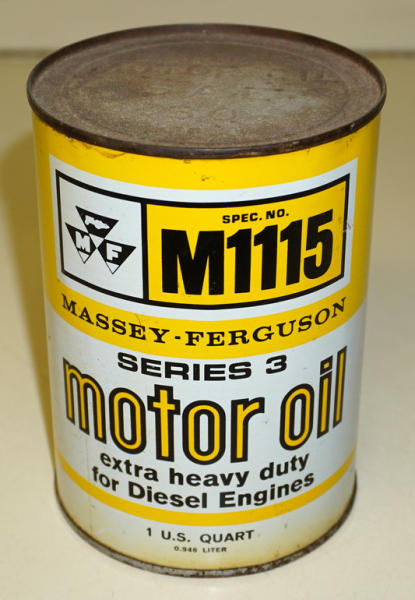 SPEC. NO.
M1115
MF
MASSEY-FERGUSON
SERIES 3
motor oil
extra heavy duty
for Diesel Engines
1 U.S. QUART
0.946 LITER